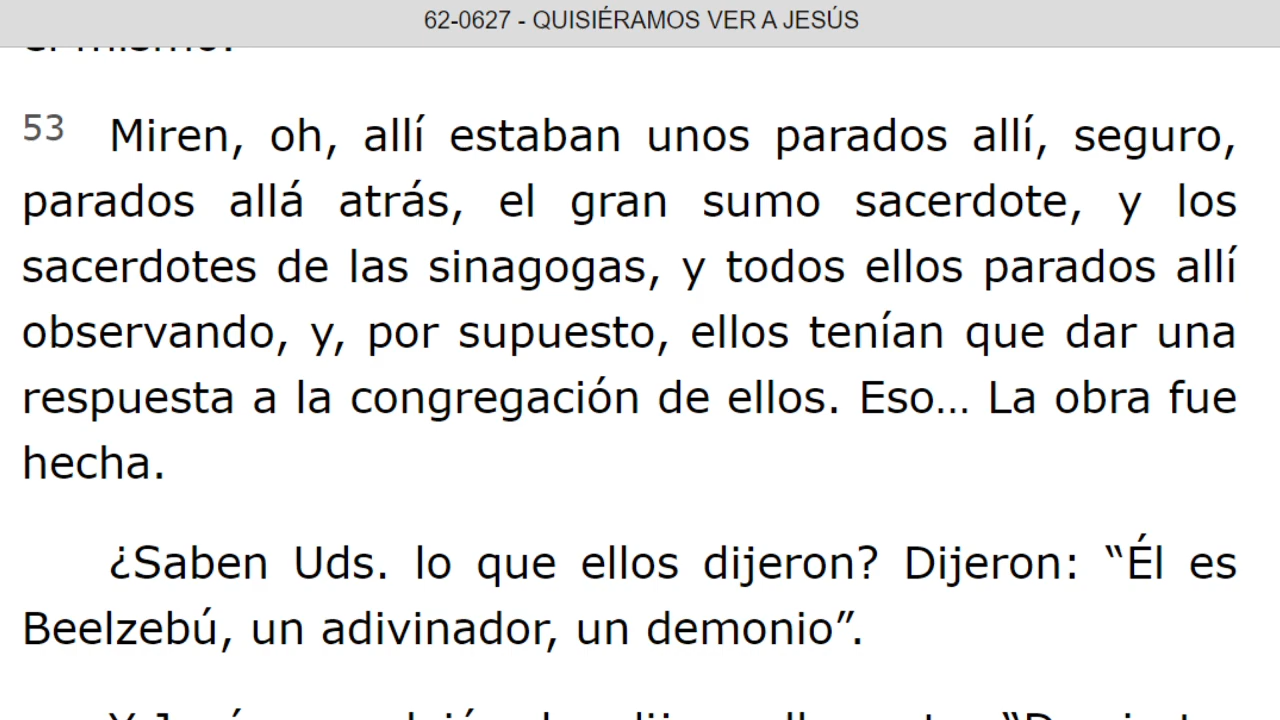 62-0627 - QUISIÉRAMOS VER A JESÚS
53 Miren, oh, allí estaban unos parados allí, seguro,
parados allá atrás, el gran sumo sacerdote, y los
sacerdotes de las sinagogas, y todos ellos parados allí
observando, y, por supuesto, ellos tenían que dar una
respuesta a la congregación de ellos. Eso… La obra fue
hecha.
¿Saben Uds. lo que ellos dijeron? Dijeron: “Él es
Beelzebú, un adivinador, un demonio”.